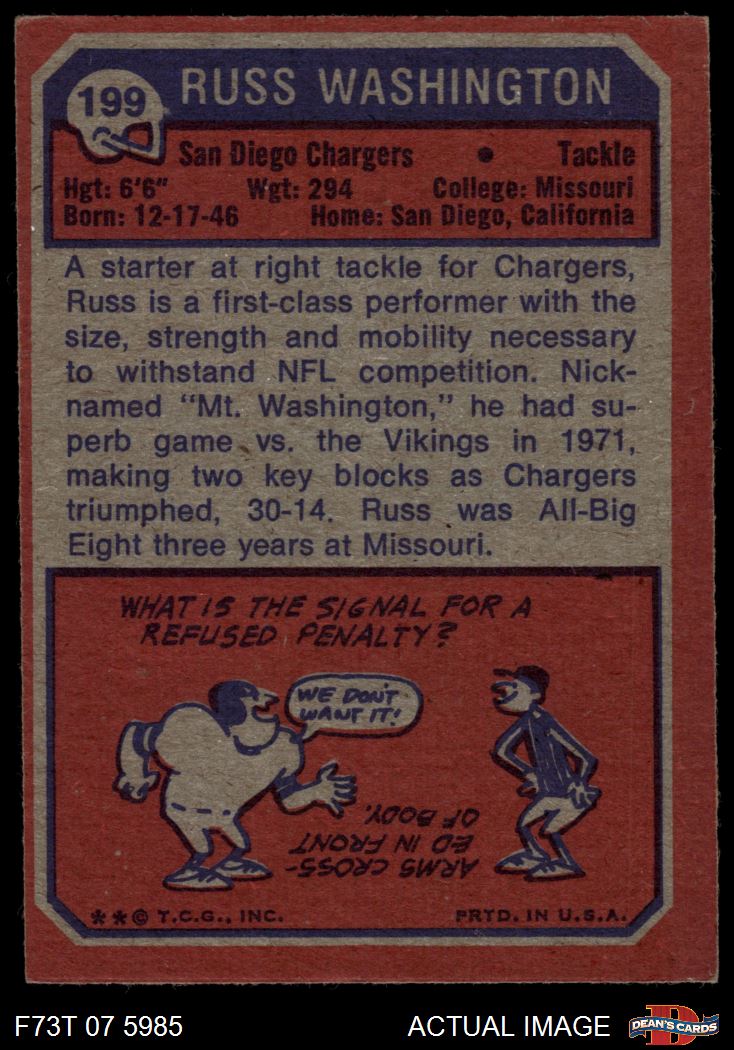 199
RUSS WASHINGTON
San Diego Chargers • Tackle
Hgt: 6'6" Wgt: 294 College: Missouri
Born: 12-17-46 Home: San Diego, California
A starter at right tackle for Chargers,
Russ is a first-class performer with the
size, strength and mobility necessary
to withstand NFL competition. Nick-
named "Mt. Washington," he had su-
perb game vs. the Vikings in 1971,
making two key blocks as Chargers
triumphed, 30-14. Russ was All-Big
Eight three years at Missouri.
WHAT IS THE SIGNAL FOR A
REFUSED PENALTY?
WE DON'T
WANT IT!
ARMS CROSS-
ED IN FRONT
OF BODY.
**© T.C.G., INC. PRTD. IN U.S.A.
F73T 07 5985 ACTUAL IMAGE
D
DEAN'S CARDS